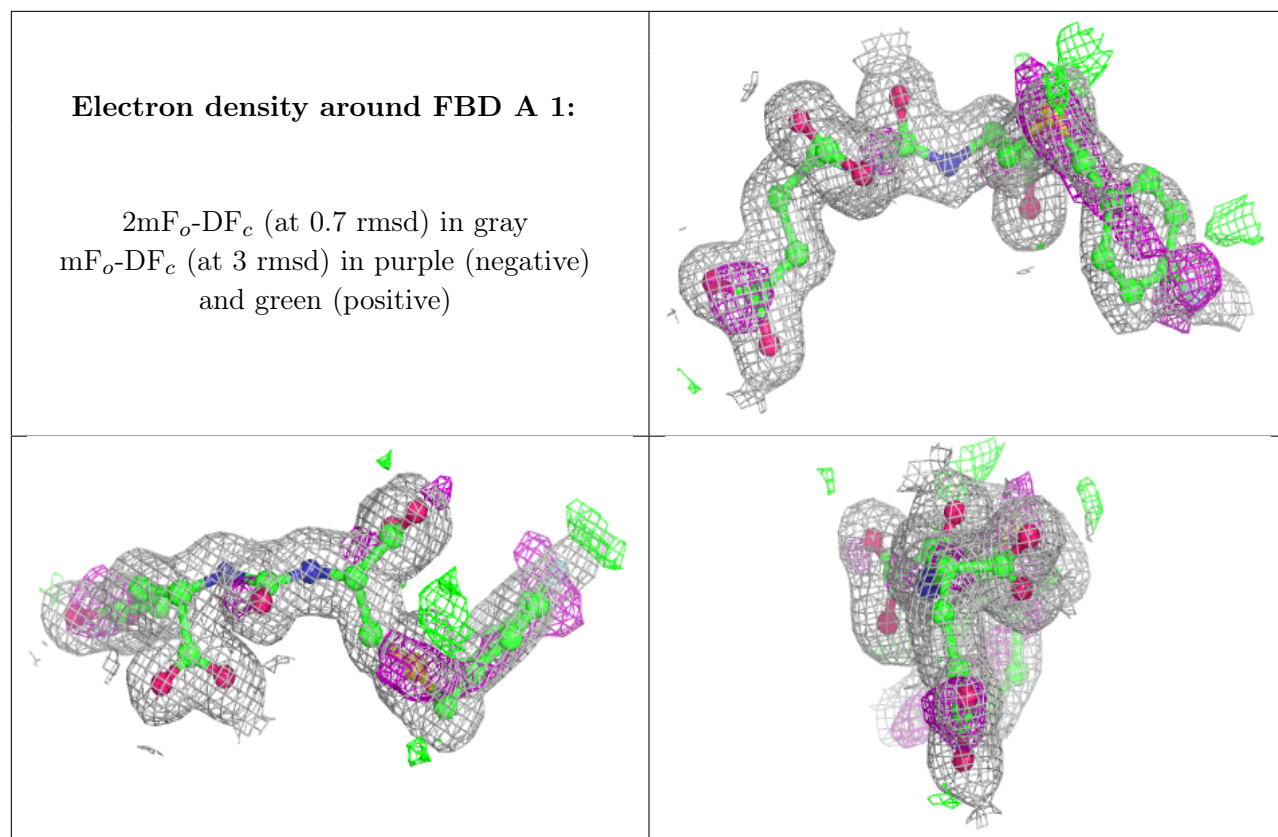 Electron density around FBD A 1:
2mFo-DFc (at 0.7 rmsd) in gray
mFo-DFc (at 3 rmsd) in purple (negative)
and green (positive)